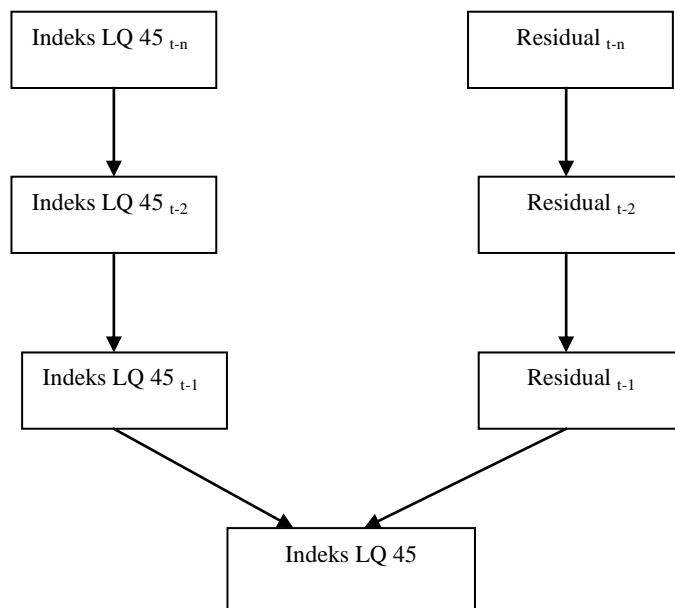 Indeks LQ 45 t-n
Residual t-n
Indeks LQ 45 t-2
Residual t-2
Indeks LQ 45 t-1
Residual t-1
Indeks LQ 45